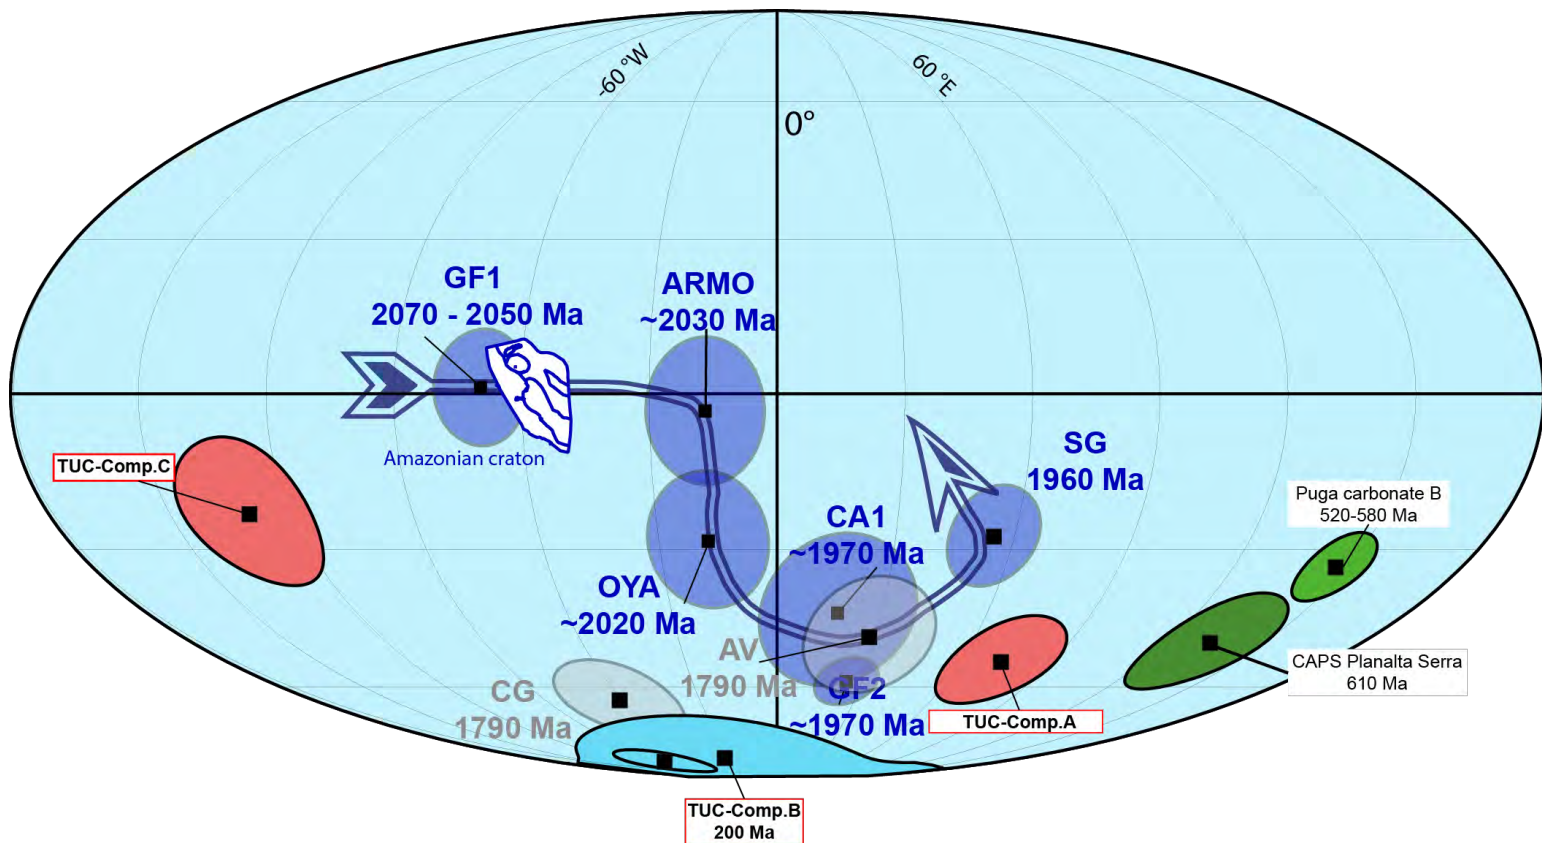 -60 °W
60 °E
0°
GF1
2070 - 2050 Ma
ARMO
~2030 Ma
Amazonian craton
TUC-Comp.C
SG
1960 Ma
CA1
~1970 Ma
Puga carbonate B
520-580 Ma
OYA
~2020 Ma
AV
1790 Ma
CG
1790 Ma
GF2
~1970 Ma
CAPS Planalta Serra
610 Ma
TUC-Comp.A
TUC-Comp.B
200 Ma